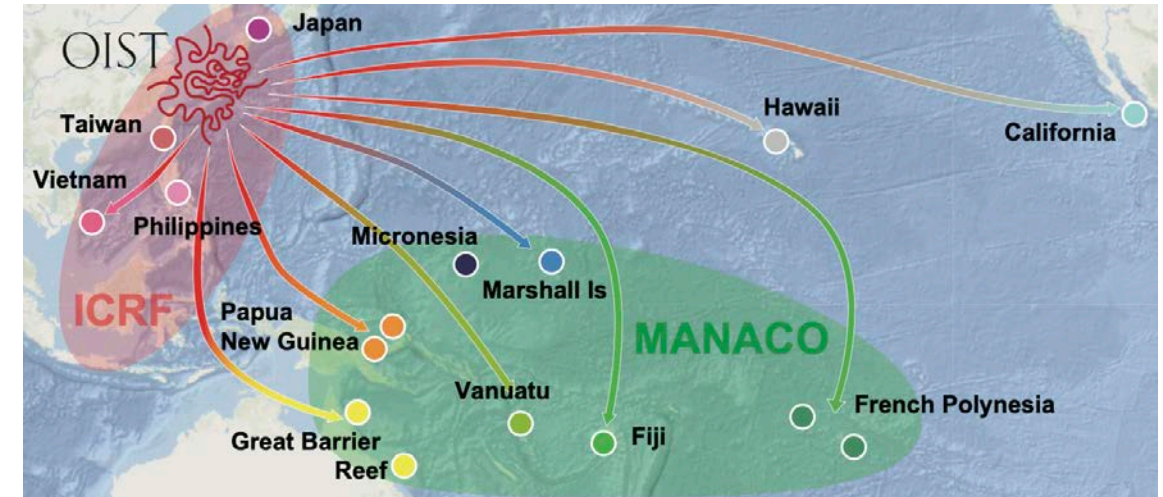 Japan
OIST
Taiwan
Hawaii
California
Vietnam
Philippines
Micronesia
Marshall Is
ICRF
Papua
New Guinea
MANACO
Vanuatu
French Polynesia
Great Barrier
Reef
Fiji